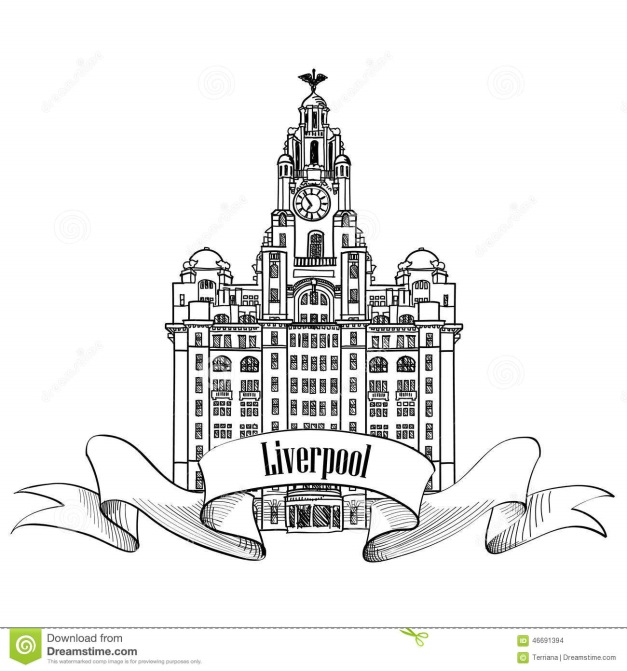 Liverpool
Download from
Dreamstime.com
This watermarked comp image is for previewing purposes only.
46691394
Terriana | Dreamstime.com